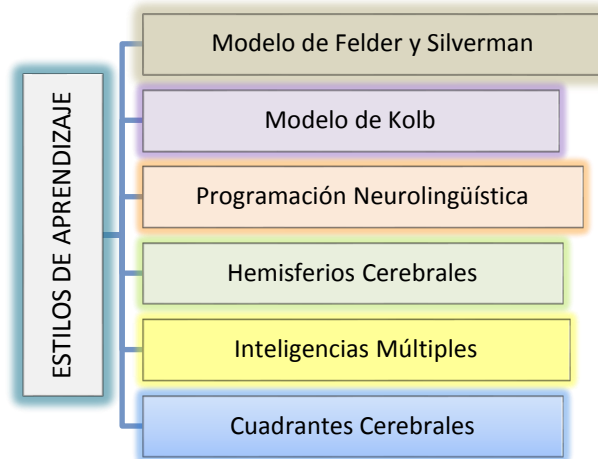 ESTILOS DE APRENDIZAJE
Modelo de Felder y Silverman
Modelo de Kolb
Programación Neurolingüística
Hemisferios Cerebrales
Inteligencias Múltiples
Cuadrantes Cerebrales